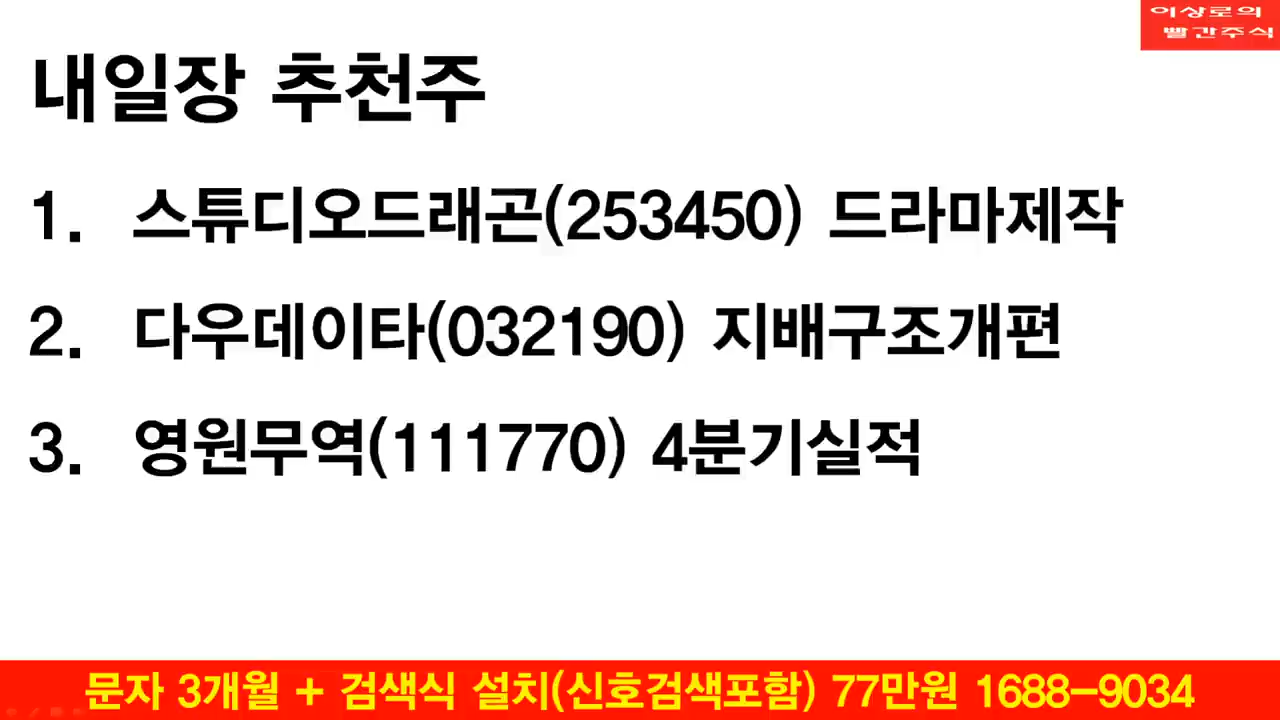 이상로의
빨간주식
내일장 추천주
1. 스튜디오드래곤(253450) 드라마제작
2. 다우데이타(032190) 지배구조개편
3. 영원무역(111770) 4분기실적
문자 3개월 + 검색식 설치(신호검색포함) 77만원 1688-9034